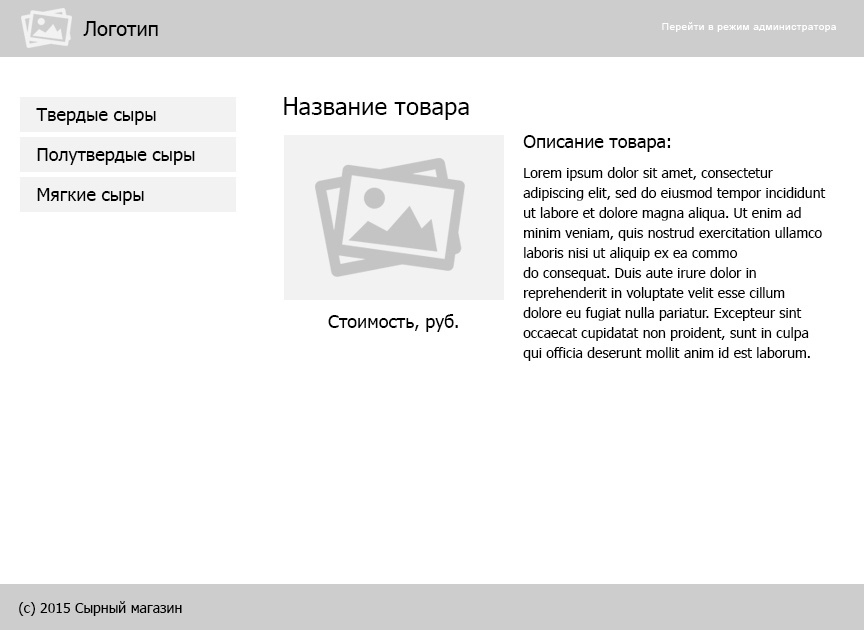 Логотип
Перейти в режим администратора
Твердые сыры
Полутвердые сыры
Мягкие сыры
Название товара
Стоимость, руб.
Описание товара:
Lorem ipsum dolor sit amet, consectetur
adipiscing elit, sed do eiusmod tempor incididunt
ut labore et dolore magna aliqua. Ut enim ad
minim veniam, quis nostrud exercitation ullamco
laboris nisi ut aliquip ex ea commo
do consequat. Duis aute irure dolor in
reprehenderit in voluptate velit esse cillum
dolore eu fugiat nulla pariatur. Excepteur sint
occaecat cupidatat non proident, sunt in culpa
qui officia deserunt mollit anim id est laborum.
(c) 2015 Сырный магазин